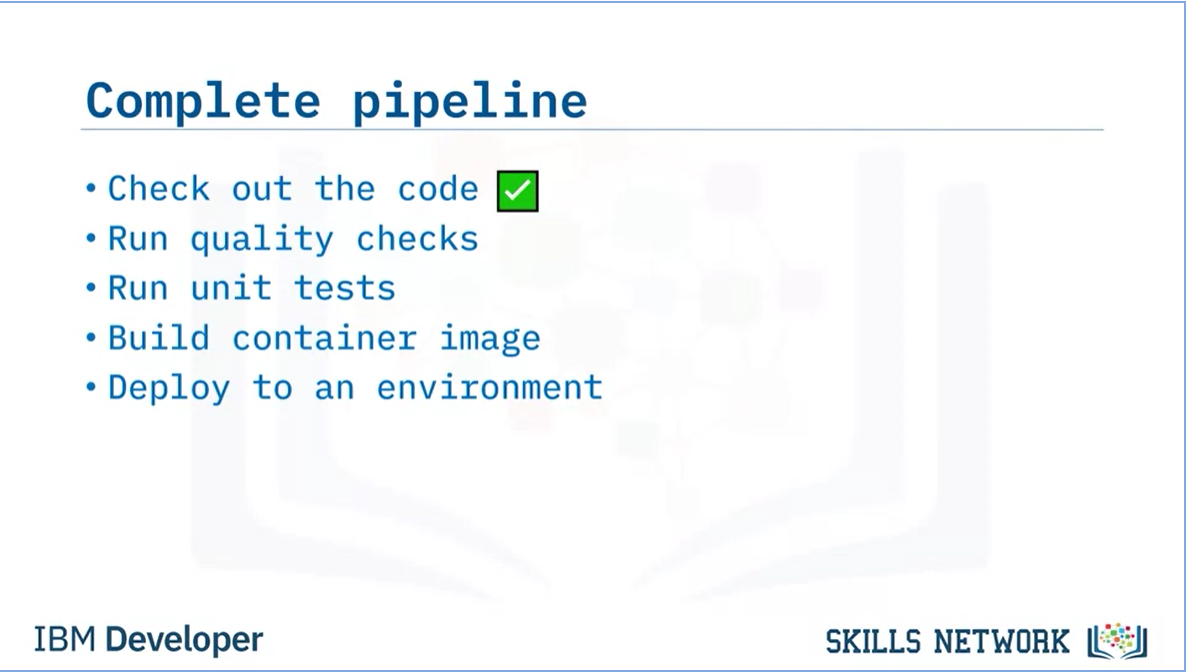 Complete pipeline
• Check out the code ✅
• Run quality checks
• Run unit tests
• Build container image
• Deploy to an environment
IBM Developer
SKILLS NETWORK